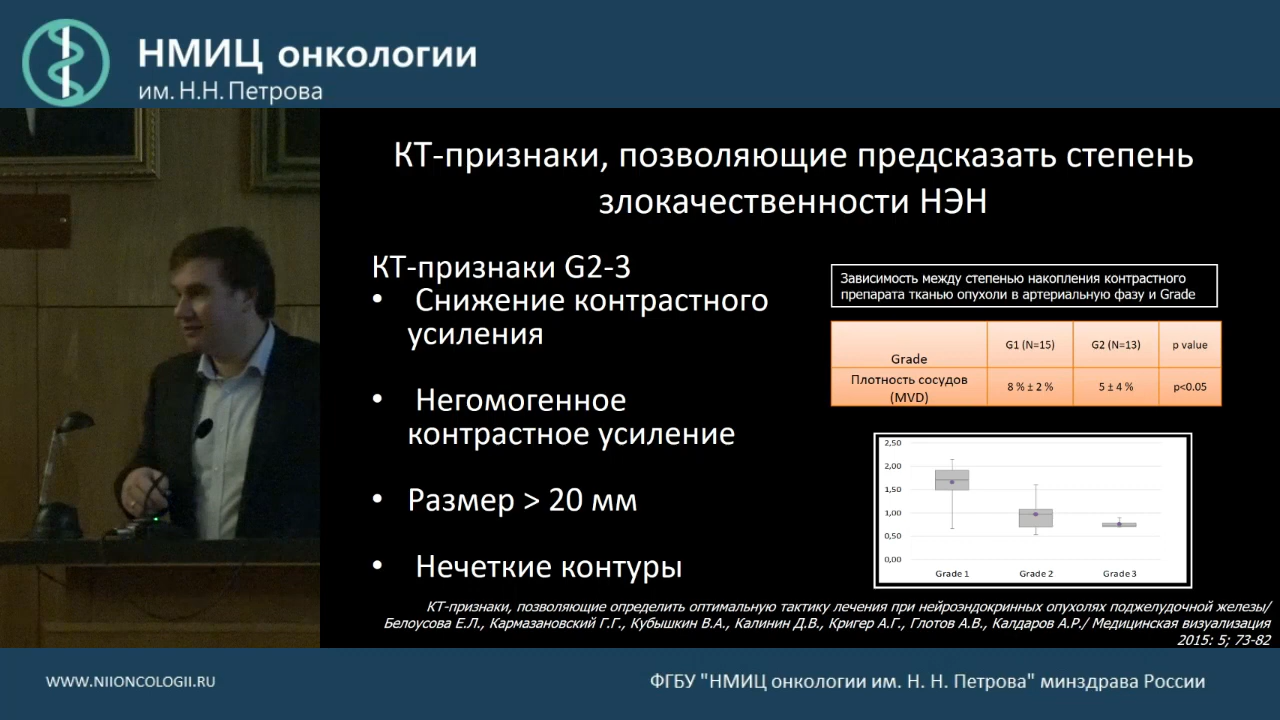 НМИЦ онкологии
им. Н.Н. Петрова
КТ-признаки, позволяющие предсказать степень
злокачественности НЭН
КТ-признаки G2-3
• Снижение контрастного
усиления
• Негомогенное
контрастное усиление
• Размер > 20 мм
• Нечеткие контуры
Зависимость между степенью накопления контрастного
препарата тканью опухоли в артериальную фазу и Grade
Grade G1 (N=15) G2 (N=13) p value
Плотность сосудов
(MVD) 8 % ± 2 % 5 ± 4 % p<0.05
2,50
2,00
1,50
1,00
0,50
0,00
Grade 1 Grade 2 Grade 3
КТ-признаки, позволяющие определить оптимальную тактику лечения при нейроэндокринных опухолях поджелудочной железы/
Белоусова Е.Л., Кармазановский Г.Г., Кубышкин В.А., Калинин Д.В., Кригер А.Г., Глотов А.В., Калдаров А.Р./ Медицинская визуализация
2015: 5; 73-82
WWW.NIIONCOLOGII.RU
ФГБУ "НМИЦ онкологии им. Н. Н. Петрова" минздрава России